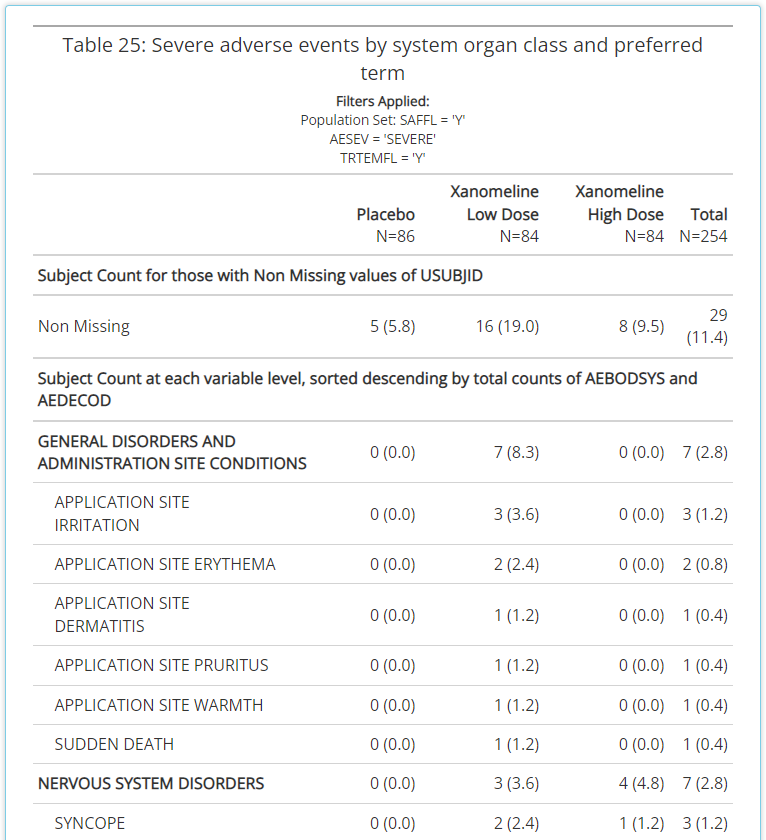 Table 25: Severe adverse events by system organ class and preferred
term
Filters Applied:
Population Set: SAFFL = 'Y'
AESEV = 'SEVERE'
TRTEMFL = 'Y'
Placebo
N=86
Xanomeline
Low Dose
N=84
Xanomeline
High Dose
N=84
Total
N=254
Subject Count for those with Non Missing values of USUBJID
Non Missing 5 (5.8) 16 (19.0) 8 (9.5) 29
(11.4)
Subject Count at each variable level, sorted descending by total counts of AEBODSYS and
AEDECOD
GENERAL DISORDERS AND
ADMINISTRATION SITE CONDITIONS 0 (0.0) 7 (8.3) 0 (0.0) 7 (2.8)
APPLICATION SITE
IRRITATION 0 (0.0) 3 (3.6) 0 (0.0) 3 (1.2)
APPLICATION SITE ERYTHEMA 0 (0.0) 2 (2.4) 0 (0.0) 2 (0.8)
APPLICATION SITE
DERMATITIS 0 (0.0) 1 (1.2) 0 (0.0) 1 (0.4)
APPLICATION SITE PRURITUS 0 (0.0) 1 (1.2) 0 (0.0) 1 (0.4)
APPLICATION SITE WARMTH 0 (0.0) 1 (1.2) 0 (0.0) 1 (0.4)
SUDDEN DEATH 0 (0.0) 1 (1.2) 0 (0.0) 1 (0.4)
NERVOUS SYSTEM DISORDERS 0 (0.0) 3 (3.6) 4 (4.8) 7 (2.8)
SYNCOPE 0 (0.0) 2 (2.4) 1 (1.2) 3 (1.2)